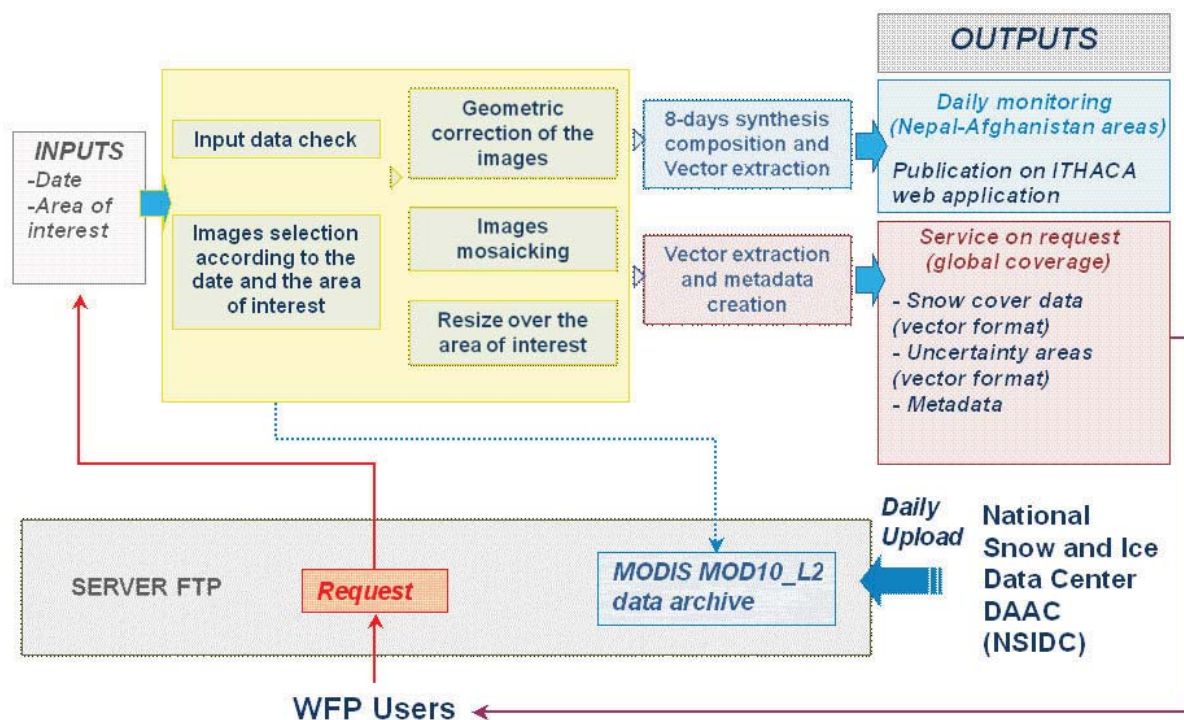 OUTPUTS
INPUTS
-Date
-Area of
interest
Input data check
Images selection
according to the
date and the area
of interest
Geometric
correction of the
images
Images
mosaicking
Resize over the
area of interest
8-days synthesis
composition and
Vector extraction
Vector extraction
and metadata
creation
Daily monitoring
(Nepal-Afghanistan areas)
Publication on ITHACA
web application
Service on request
(global coverage)
- Snow cover data
(vector format)
- Uncertainty areas
(vector format)
- Metadata
SERVER FTP
Request
MODIS MOD10_L2
data archive
Daily
Upload
National
Snow and Ice
Data Center
DAAC
(NSIDC)
WFP Users